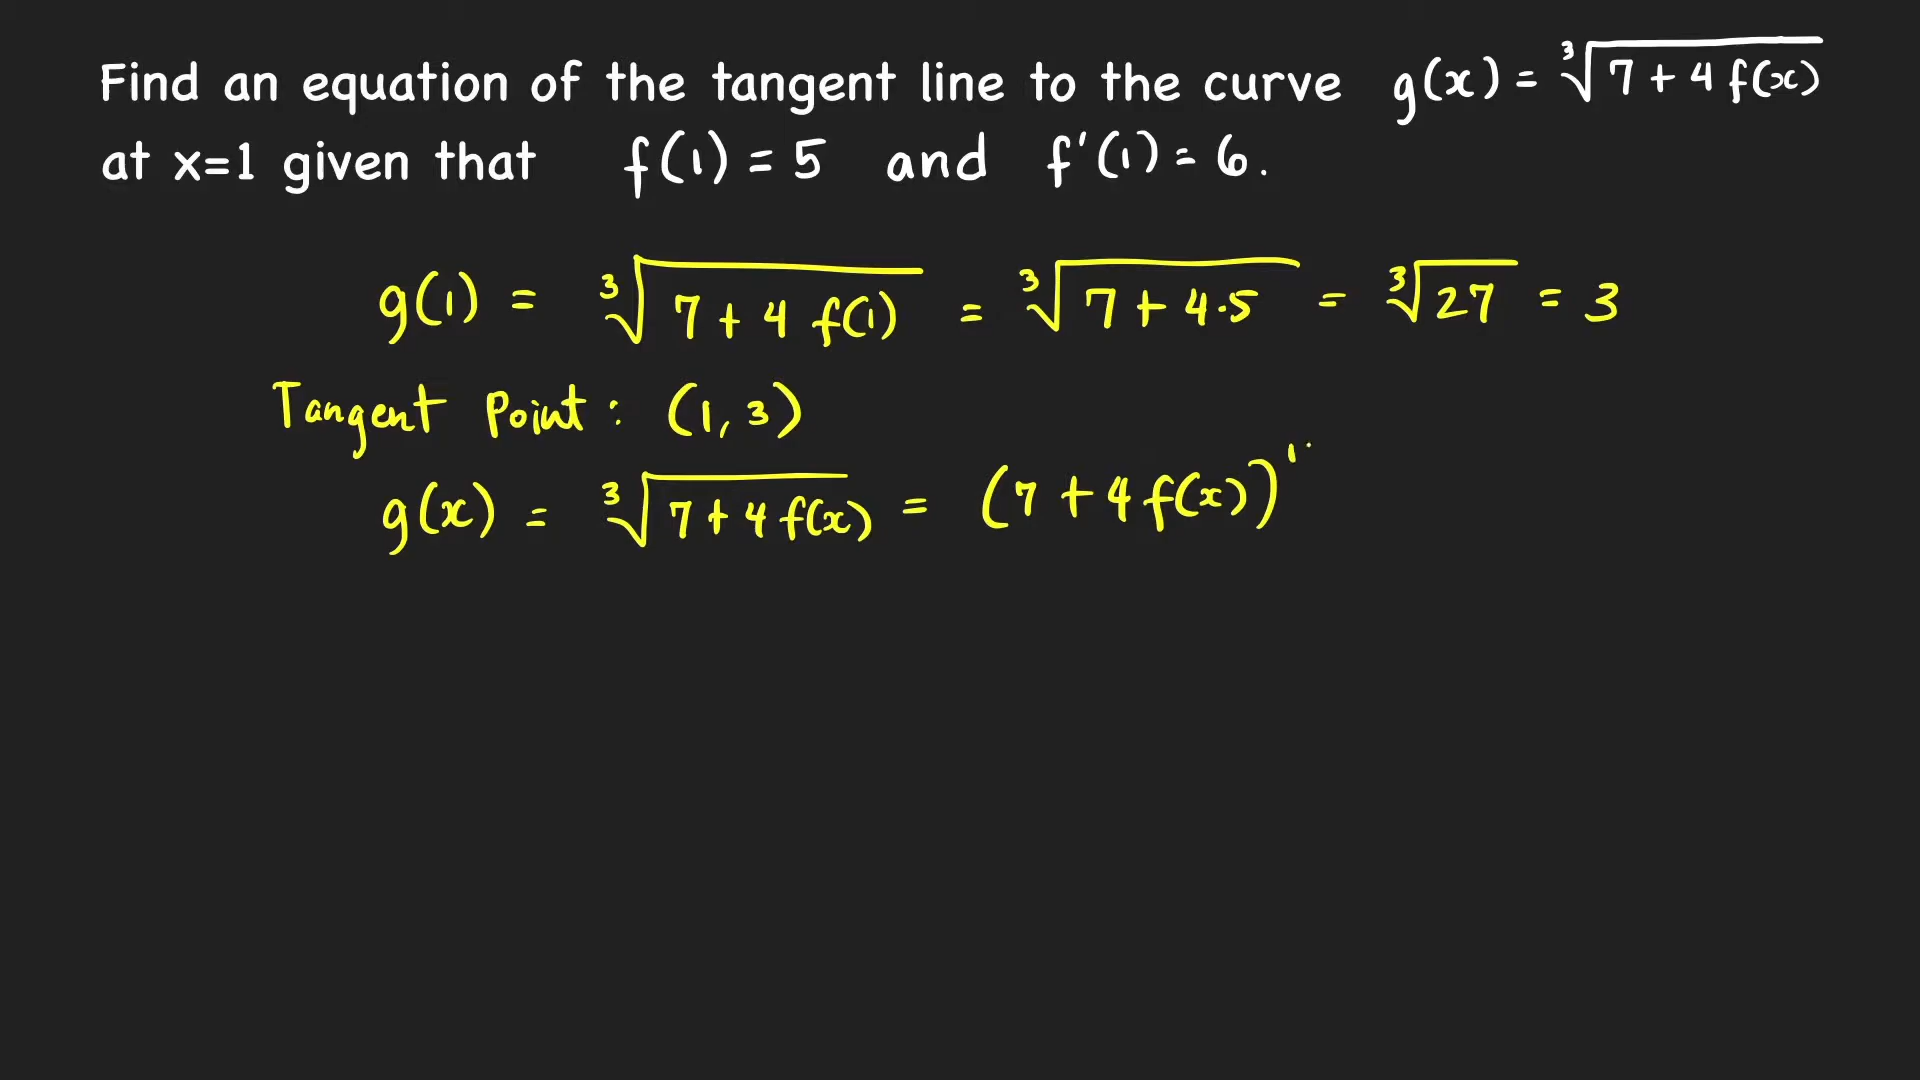 Find an equation of the tangent line to the curve g(x) = ∛(7 + 4 f(x))
at x=1 given that f(1) = 5 and f'(1) = 6.
g(1) = ∛(7 + 4 f(1)) = ∛(7 + 4·5) = ∛27 = 3
Tangent Point : (1, 3)
g(x) = ∛(7 + 4 f(x)) = (7 + 4 f(x))^1